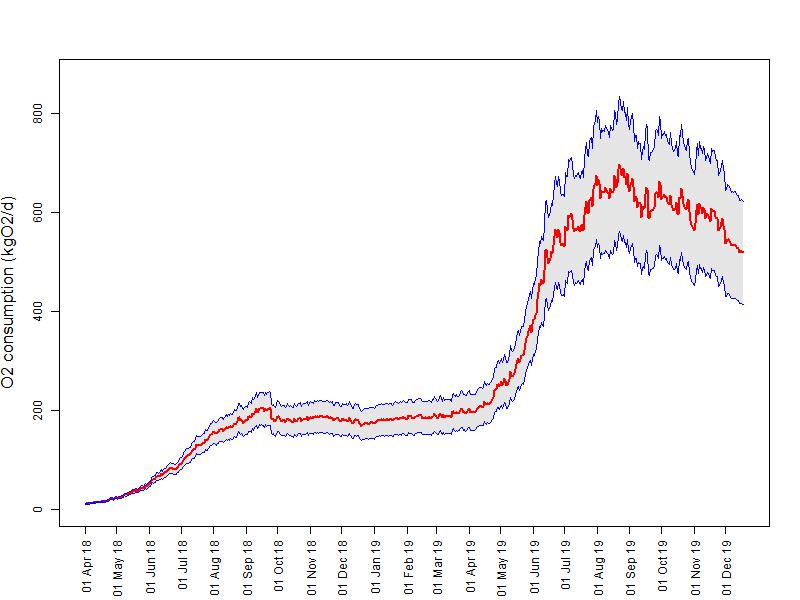 O2 consumption (kgO2/d)
800
600
400
200
0
01 Apr 18
01 May 18
01 Jun 18
01 Jul 18
01 Aug 18
01 Sep 18
01 Oct 18
01 Nov 18
01 Dec 18
01 Jan 19
01 Feb 19
01 Mar 19
01 Apr 19
01 May 19
01 Jun 19
01 Jul 19
01 Aug 19
01 Sep 19
01 Oct 19
01 Nov 19
01 Dec 19